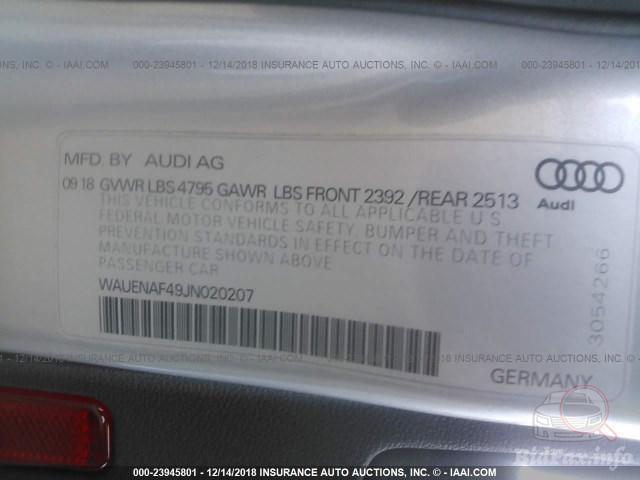 000-23945801 - 12/14/2018 INSURANCE AUTO AUCTIONS, INC. © - IAAI.COM
MFD. BY AUDI AG
09 18 GVWR LBS 4795 GAWR LBS FRONT 2392 /REAR 2513
THIS VEHICLE CONFORMS TO ALL APPLICABLE U S
FEDERAL MOTOR VEHICLE SAFETY, BUMPER AND THEFT
PREVENTION STANDARDS IN EFFECT ON THE DATE OF
MANUFACTURE SHOWN ABOVE
PASSENGER CAR
WAUENAF49JN020207
Audi
3054266
GERMANY
000-23945801 - 12/14/2018 INSURANCE AUTO AUCTIONS, INC. © - IAAI.COM
BidFax.info
000-23945801 - 12/14/2018 INSURANCE AUTO AUCTIONS, INC. © - IAAI.COM